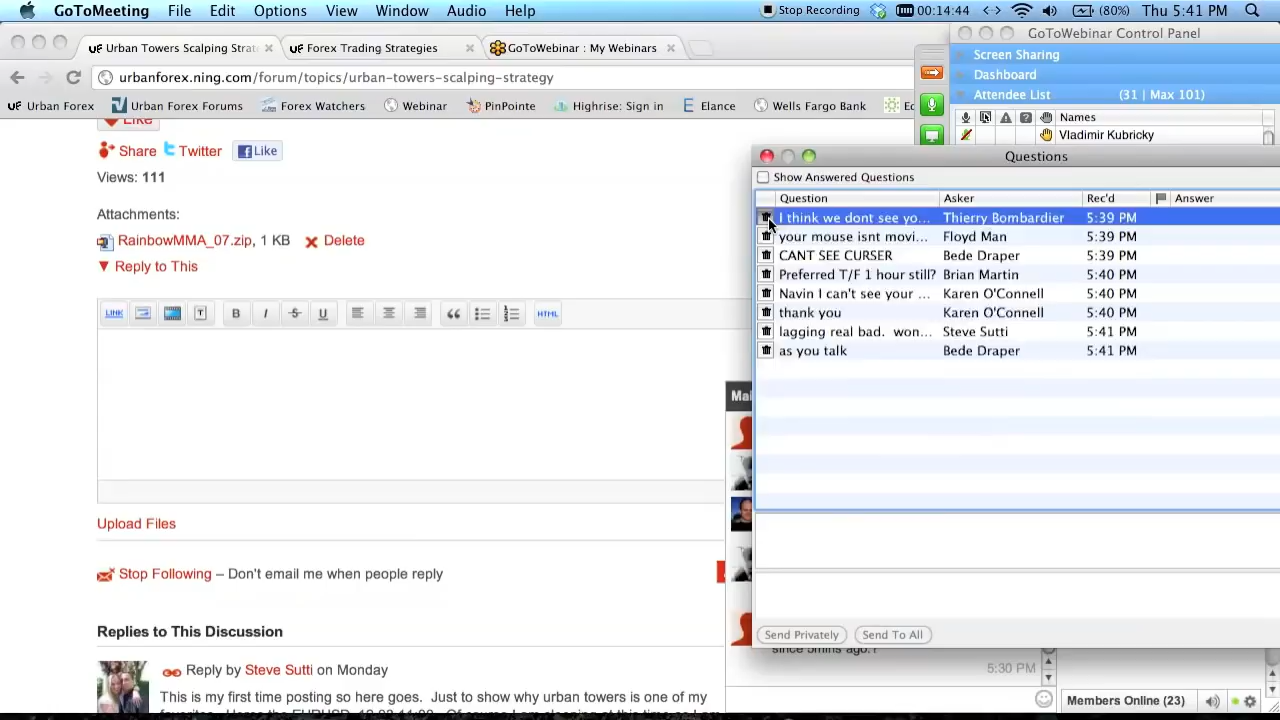 GoToMeeting File Edit Options View Window Audio Help Stop Recording 00:14:44 (80%) Thu 5:41 PM
Urban Towers Scalping Strat Forex Trading Strategies GoToWebinar : My Webinars
GoToWebinar Control Panel
urbanforex.ning.com/forum/topics/urban-towers-scalping-strategy
Urban Forex Urban Forex Forums Forex Watchers Webinar PinPointe Highrise: Sign in Elance Wells Fargo Bank
Screen Sharing
Dashboard
Attendee List (31 | Max 101)
Names
Vladimir Kubricky
Like
Share Twitter Like
Views: 111
Attachments:
RainbowMMA_07.zip, 1 KB Delete
Reply to This
LINK B I S U HTML
Upload Files
Stop Following – Don't email me when people reply
Replies to This Discussion
Reply by Steve Sutti on Monday
This is my first time posting so here goes. Just to show why urban towers is one of my
Questions
Show Answered Questions
Question Asker Rec'd Answer
I think we dont see yo... Thierry Bombardier 5:39 PM
your mouse isnt movi... Floyd Man 5:39 PM
CANT SEE CURSER Bede Draper 5:39 PM
Preferred T/F 1 hour still? Brian Martin 5:40 PM
Navin I can't see your ... Karen O'Connell 5:40 PM
thank you Karen O'Connell 5:40 PM
lagging real bad. won... Steve Sutti 5:41 PM
as you talk Bede Draper 5:41 PM
Mai
Send Privately Send To All
since 5mins ago.?
5:30 PM
Members Online (23)